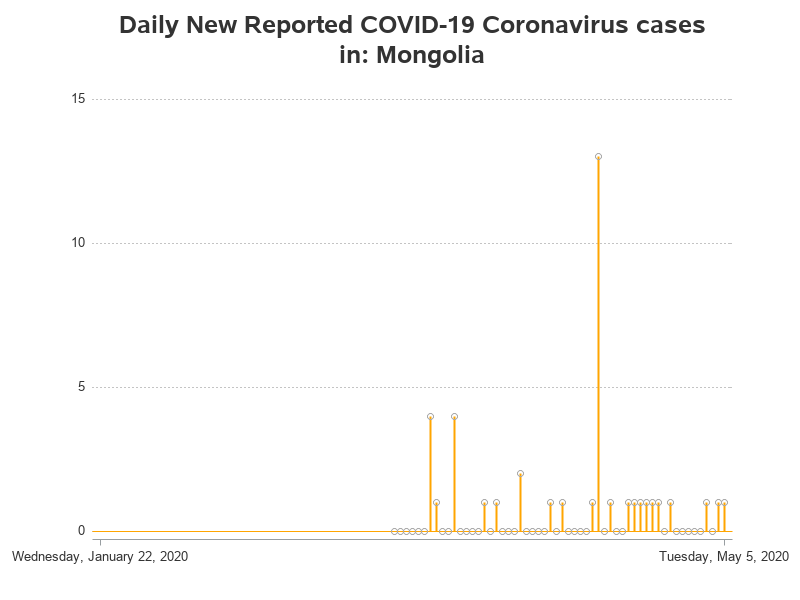 Daily New Reported COVID-19 Coronavirus cases
in: Mongolia
15
10
5
0
Wednesday, January 22, 2020
Tuesday, May 5, 2020